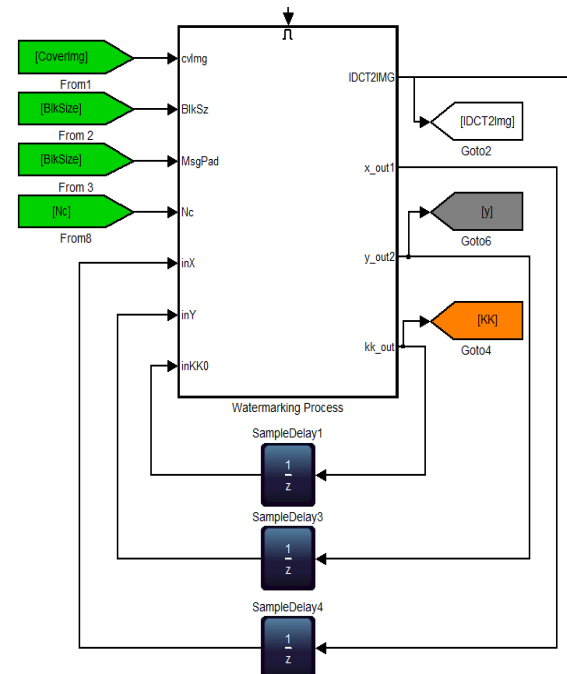 [CoverImg]
From1
[BlkSize]
From 2
[BlkSize]
From 3
[Nc]
From8
cvImg
BlkSz
MsgPad
Nc
inX
inY
inKK0
IDCT2IMG
x_out1
y_out2
kk_out
[IDCT2Img]
Goto2
[y]
Goto6
[KK]
Goto4
Watermarking Process
SampleDelay1
1
z
SampleDelay3
1
z
SampleDelay4
1
z